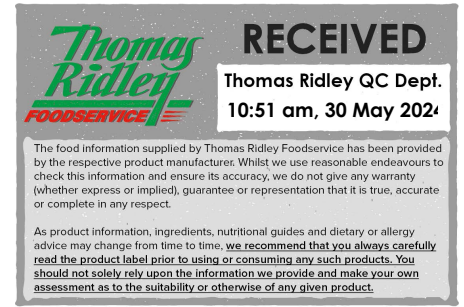 Thomas
Ridley
FOODSERVICE
RECEIVED
Thomas Ridley QC Dept.
10:51 am, 30 May 2024
The food information supplied by Thomas Ridley Foodservice has been provided
by the respective product manufacturer. Whilst we use reasonable endeavours to
check this information and ensure its accuracy, we do not give any warranty
(whether express or implied), guarantee or representation that it is true, accurate
or complete in any respect.
As product information, ingredients, nutritional guides and dietary or allergy
advice may change from time to time, we recommend that you always carefully
read the product label prior to using or consuming any such products. You
should not solely rely upon the information we provide and make your own
assessment as to the suitability or otherwise of any given product.